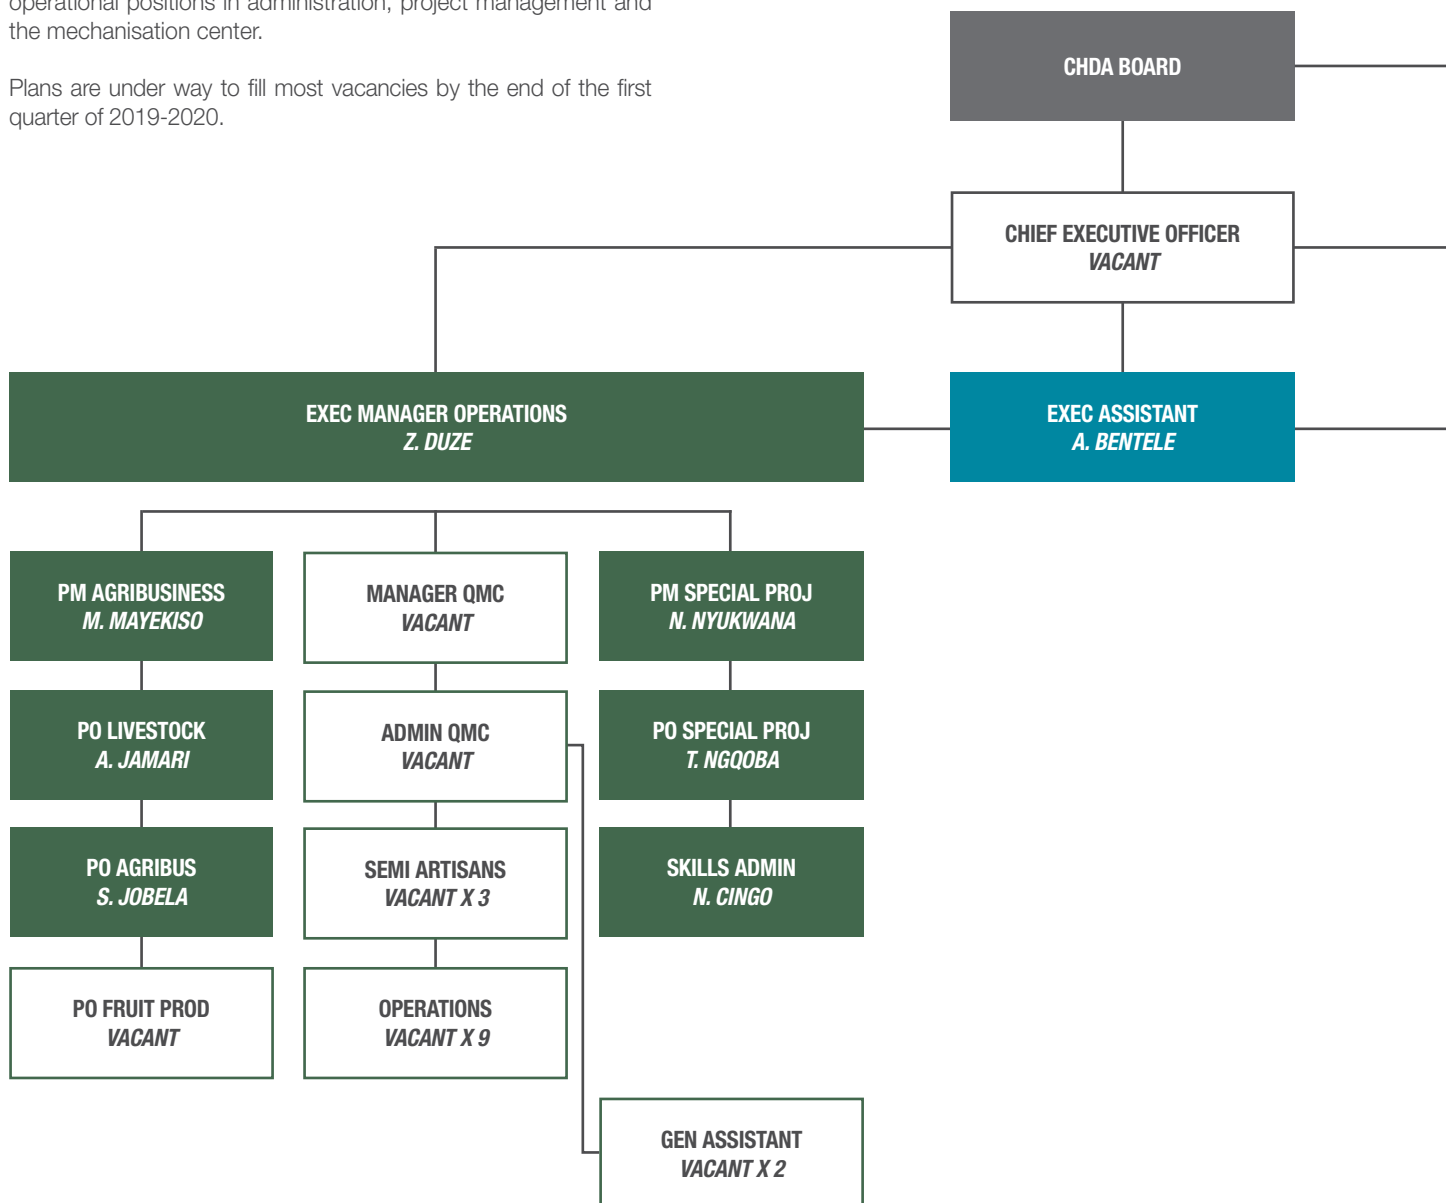 operational positions in administration, project management and
the mechanisation center.
Plans are under way to fill most vacancies by the end of the first
quarter of 2019-2020.
CHDA BOARD
CHIEF EXECUTIVE OFFICER
VACANT
EXEC MANAGER OPERATIONS
Z. DUZE
EXEC ASSISTANT
A. BENTELE
PM AGRIBUSINESS
M. MAYEKISO
MANAGER QMC
VACANT
PM SPECIAL PROJ
N. NYUKWANA
PO LIVESTOCK
A. JAMARI
ADMIN QMC
VACANT
PO SPECIAL PROJ
T. NGQOBA
PO AGRIBUS
S. JOBELA
SEMI ARTISANS
VACANT X 3
SKILLS ADMIN
N. CINGO
PO FRUIT PROD
VACANT
OPERATIONS
VACANT X 9
GEN ASSISTANT
VACANT X 2